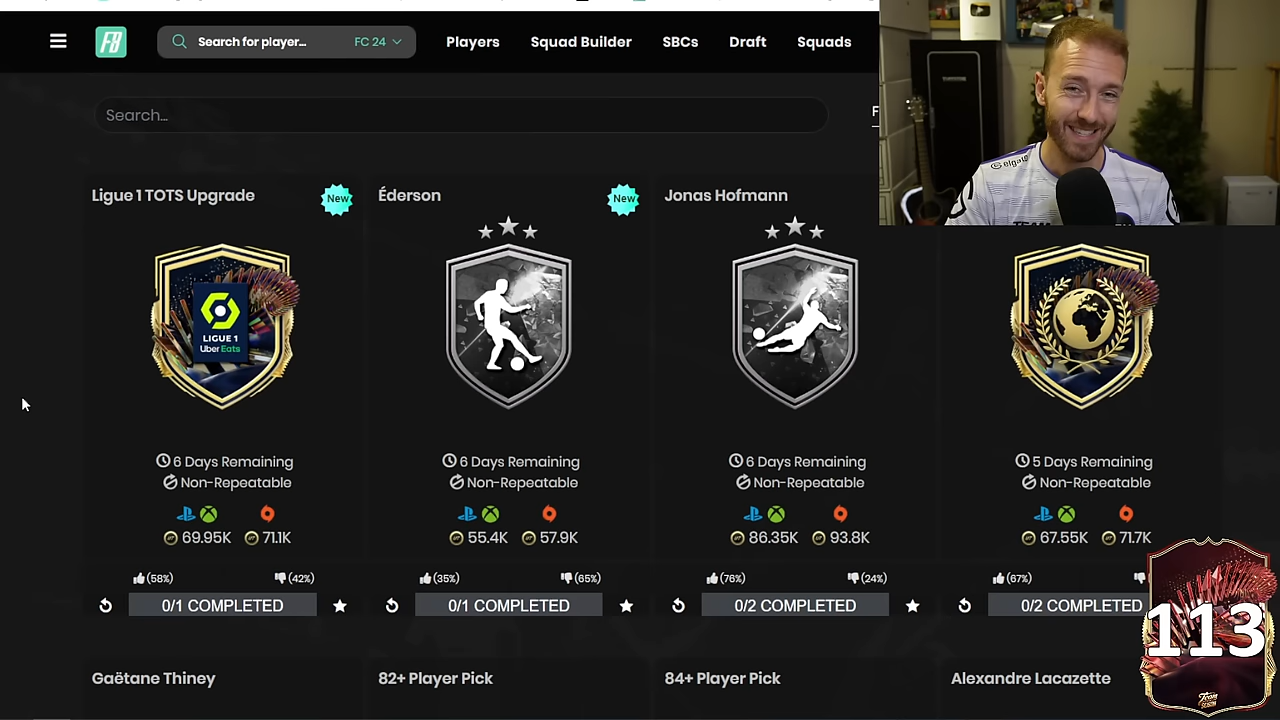 FB
Search for player...
FC 24
Players
Squad Builder
SBCs
Draft
Squads
Search...
F
elgato
Ligue 1 TOTS Upgrade
New
Éderson
New
Jonas Hofmann
LIGUE 1
Uber Eats
6 Days Remaining
Non-Repeatable
69.95K
71.1K
6 Days Remaining
Non-Repeatable
55.4K
57.9K
6 Days Remaining
Non-Repeatable
86.35K
93.8K
5 Days Remaining
Non-Repeatable
67.55K
71.7K
(58%)
(42%)
0/1 COMPLETED
(35%)
(65%)
0/1 COMPLETED
(76%)
(24%)
0/2 COMPLETED
(67%)
0/2 COMPLETED
113
Gaëtane Thiney
82+ Player Pick
84+ Player Pick
Alexandre Lacazette